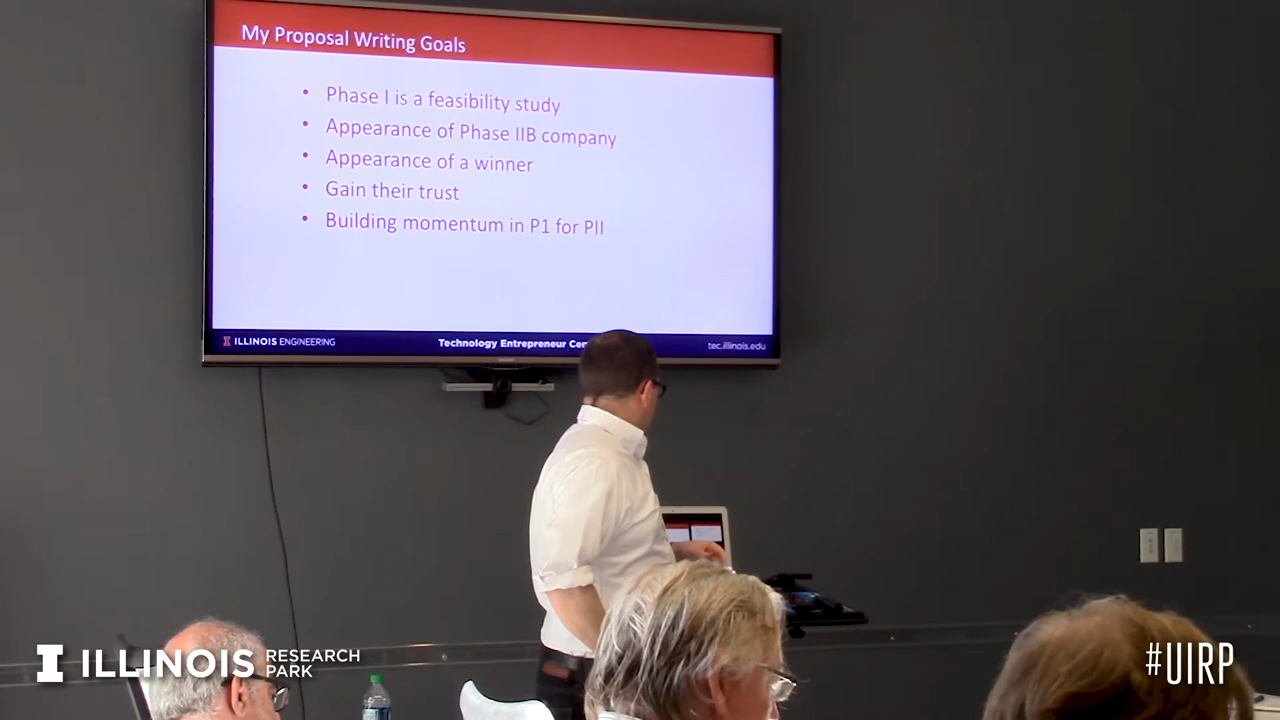 My Proposal Writing Goals
• Phase I is a feasibility study
• Appearance of Phase IIB company
• Appearance of a winner
• Gain their trust
• Building momentum in P1 for PII
I ILLINOIS ENGINEERING
Technology Entrepreneur Cen
tec.illinois.edu
I ILLINOIS RESEARCH PARK
#UIRP